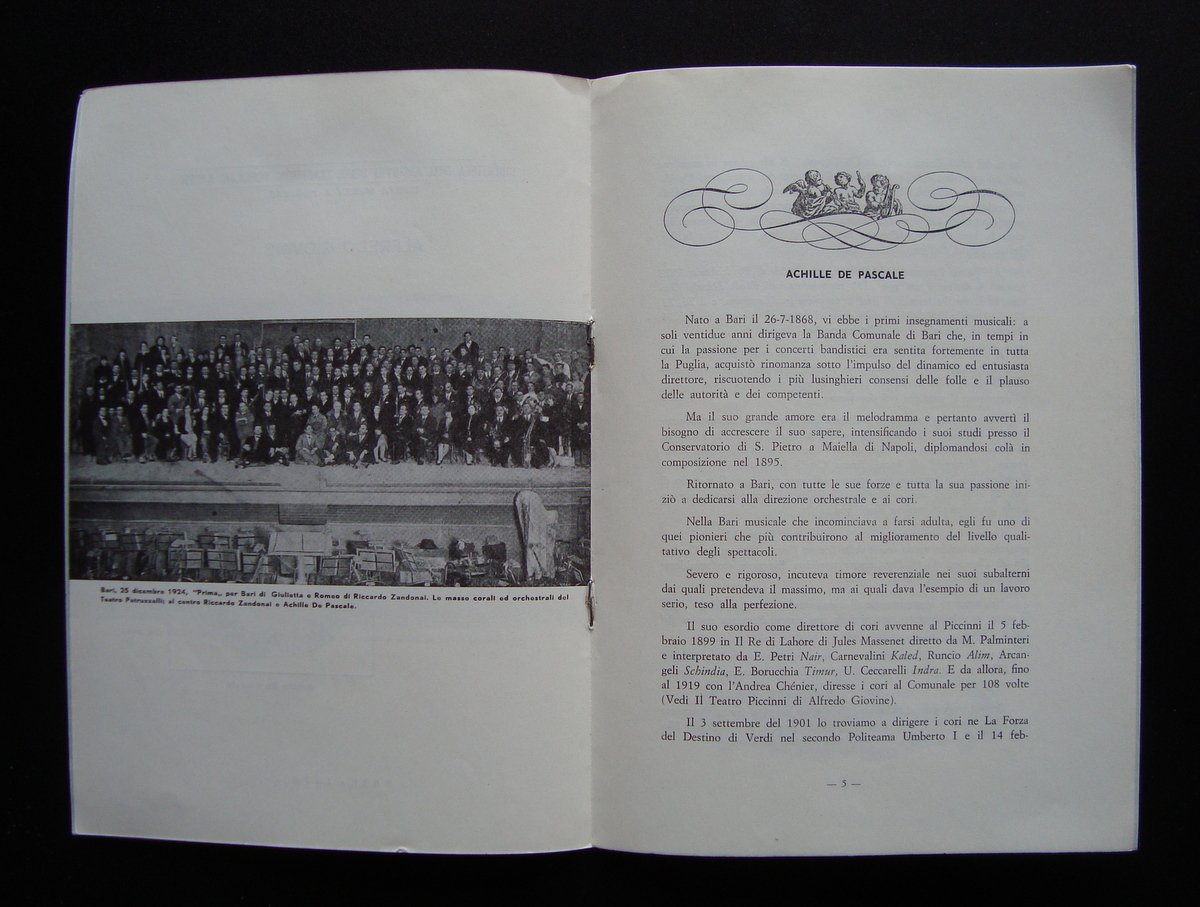 Bari, 25 dicembre 1924, "Prima„ per Bari di Giulietta e Romeo di Riccardo Zandonai. Le masse corali ed orchestrali del
Teatro Petruzzelli; al centro Riccardo Zandonai e Achille De Pascale.
ACHILLE DE PASCALE
Nato a Bari il 26-7-1868, vi ebbe i primi insegnamenti musicali: a
soli ventidue anni dirigeva la Banda Comunale di Bari che, in tempi in
cui la passione per i concerti bandistici era sentita fortemente in tutta
la Puglia, acquistò rinomanza sotto l'impulso del dinamico ed entusiasta
direttore, riscuotendo i più lusinghieri consensi delle folle e il plauso
delle autorità e dei competenti.
Ma il suo grande amore era il melodramma e pertanto avvertì il
bisogno di accrescere il suo sapere, intensificando i suoi studi presso il
Conservatorio di S. Pietro a Maiella di Napoli, diplomandosi colà in
composizione nel 1895.
Ritornato a Bari, con tutte le sue forze e tutta la sua passione ini-
ziò a dedicarsi alla direzione orchestrale e ai cori.
Nella Bari musicale che incominciava a farsi adulta, egli fu uno di
quei pionieri che più contribuirono al miglioramento del livello quali-
tativo degli spettacoli.
Severo e rigoroso, incuteva timore reverenziale nei suoi subalterni
dai quali pretendeva il massimo, ma ai quali dava l'esempio di un lavoro
serio, teso alla perfezione.
Il suo esordio come direttore di cori avvenne al Piccinni il 5 feb-
braio 1899 in Il Re di Lahore di Jules Massenet diretto da M. Palminteri
e interpretato da E. Petri Nair, Carnevalini Kaled, Runcio Alim, Arcan-
geli Schindia, E. Borucchia Timur, U. Ceccarelli Indra. E da allora, fino
al 1919 con l'Andrea Chénier, diresse i cori al Comunale per 108 volte
(Vedi Il Teatro Piccinni di Alfredo Giovine).
Il 3 settembre del 1901 lo troviamo a dirigere i cori ne La Forza
del Destino di Verdi nel secondo Politeama Umberto I e il 14 feb-
— 5 —